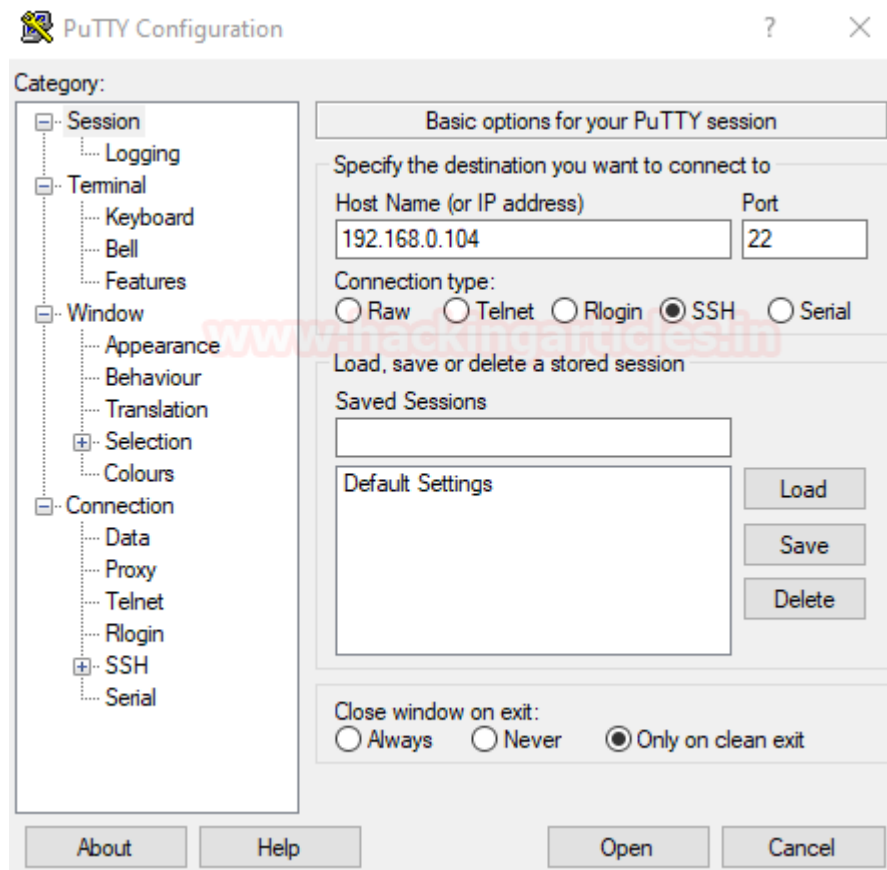 PuTTY Configuration ? ×
Category:
Session
Logging
Terminal
Keyboard
Bell
Features
Window
Appearance
Behaviour
Translation
Selection
Colours
Connection
Data
Proxy
Telnet
Rlogin
SSH
Serial
Basic options for your PuTTY session
Specify the destination you want to connect to
Host Name (or IP address) Port
192.168.0.104 22
Connection type:
Raw Telnet Rlogin SSH Serial
www.hackingarticles.in
Load, save or delete a stored session
Saved Sessions
Default Settings
Load
Save
Delete
Close window on exit:
Always Never Only on clean exit
About Help Open Cancel